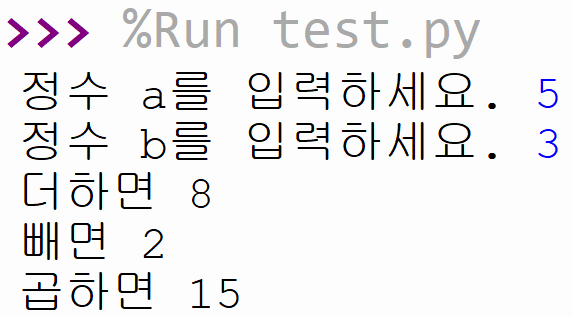 >>> %Run test.py
정수 a를 입력하세요. 5
정수 b를 입력하세요. 3
더하면 8
빼면 2
곱하면 15